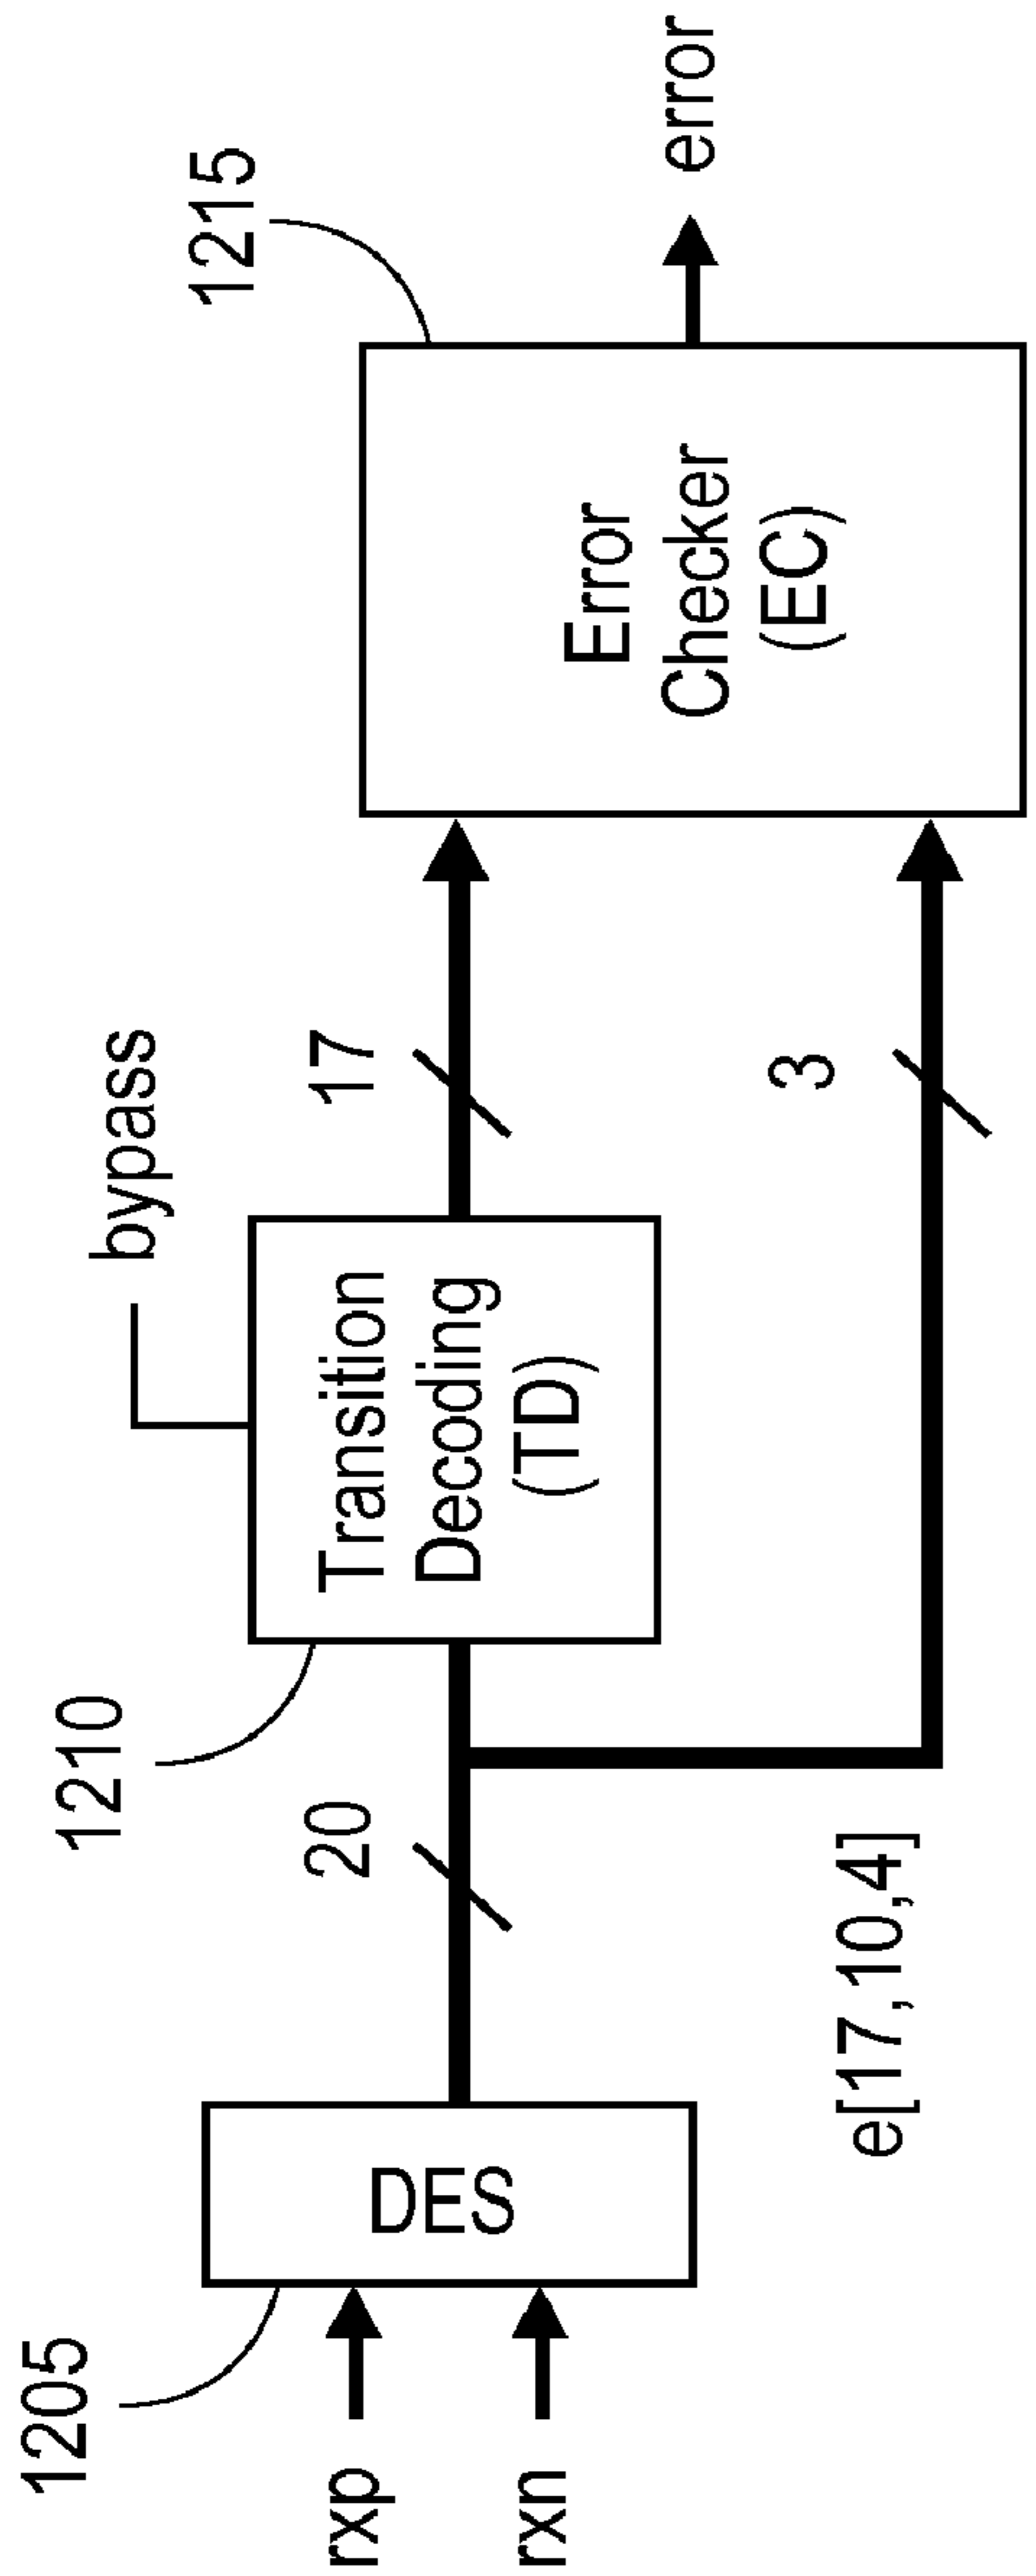 1205
rxp
rxn
DES
20
e[17,10,4]
1210
Transition
Decoding
(TD)
bypass
17
3
1215
Error
Checker
(EC)
error